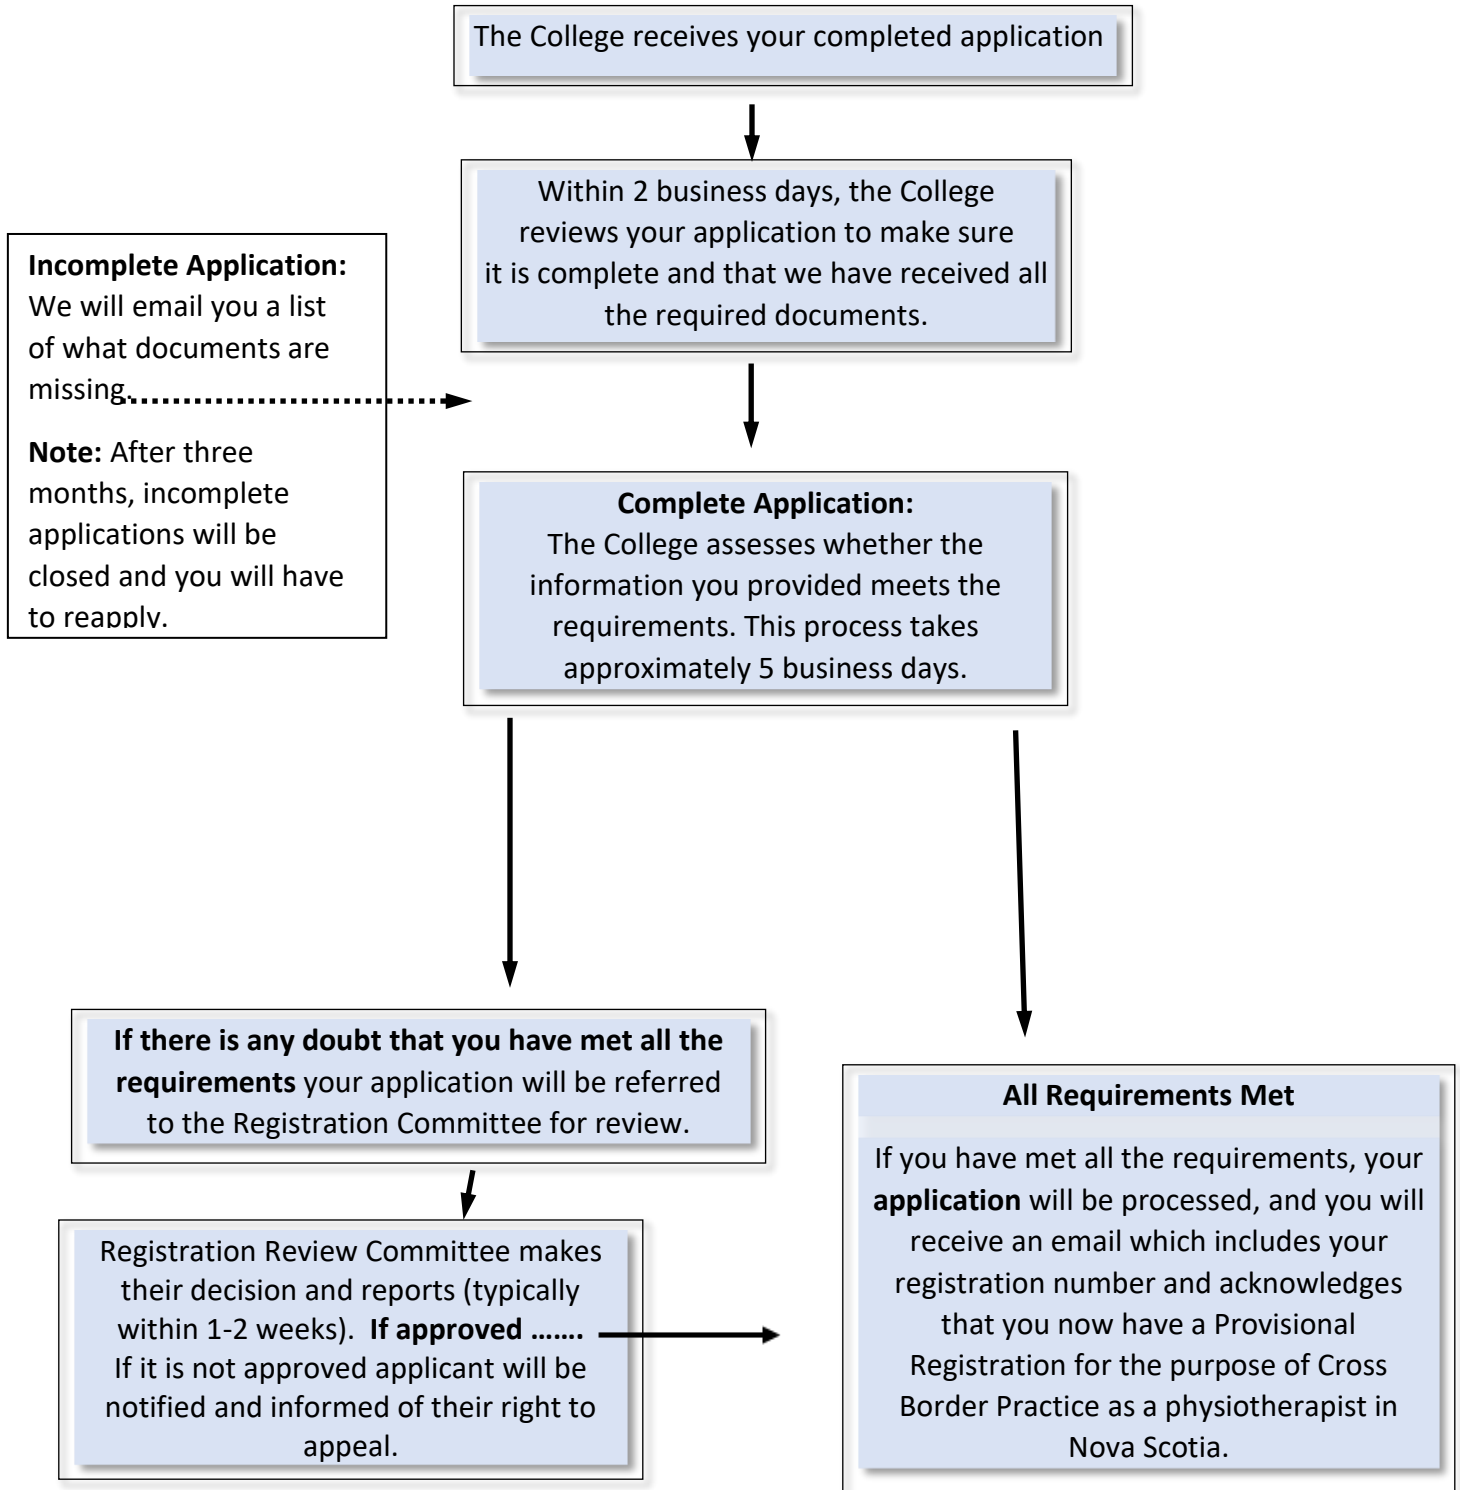 The College receives your completed application
Within 2 business days, the College
reviews your application to make sure
it is complete and that we have received all
the required documents.
Incomplete Application:
We will email you a list
of what documents are
missing.
Note: After three
months, incomplete
applications will be
closed and you will have
to reapply.
Complete Application:
The College assesses whether the
information you provided meets the
requirements. This process takes
approximately 5 business days.
If there is any doubt that you have met all the
requirements your application will be referred
to the Registration Committee for review.
Registration Review Committee makes
their decision and reports (typically
within 1-2 weeks). If approved .......
If it is not approved applicant will be
notified and informed of their right to
appeal.
All Requirements Met
If you have met all the requirements, your
application will be processed, and you will
receive an email which includes your
registration number and acknowledges
that you now have a Provisional
Registration for the purpose of Cross
Border Practice as a physiotherapist in
Nova Scotia.